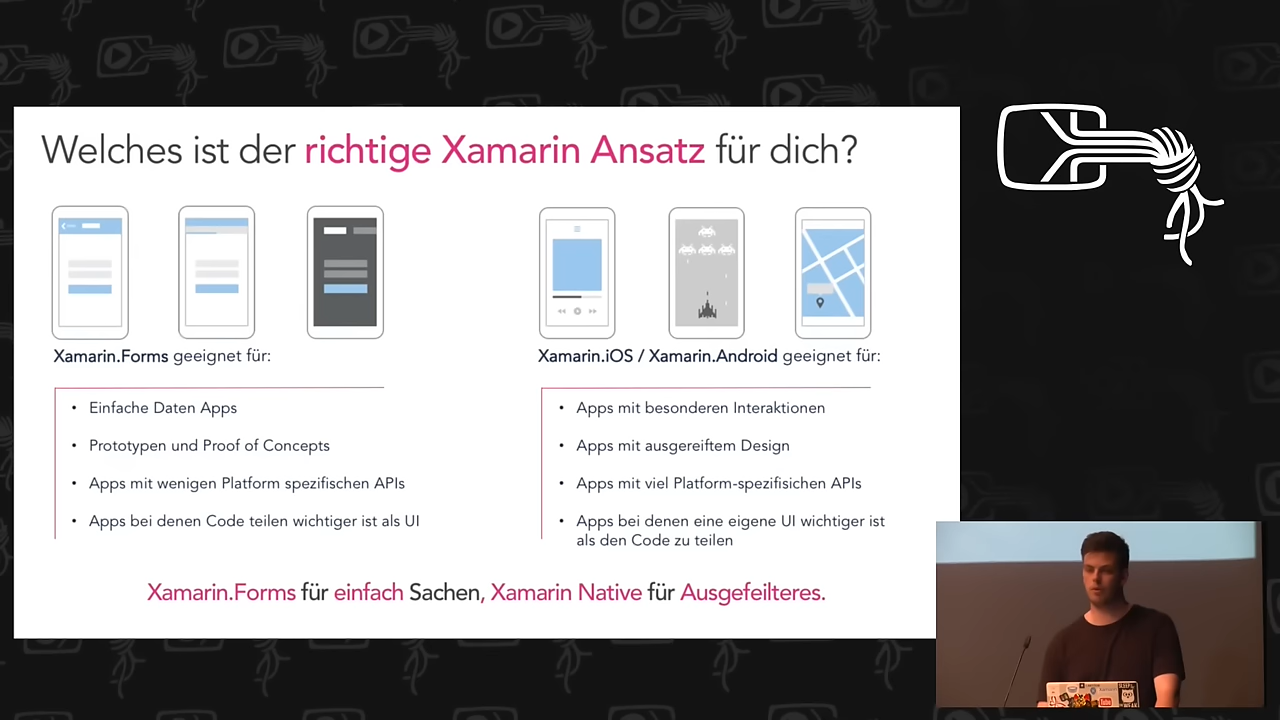 Welches ist der richtige Xamarin Ansatz für dich?
Xamarin.Forms geeignet für:
• Einfache Daten Apps
• Prototypen und Proof of Concepts
• Apps mit wenigen Platform spezifischen APIs
• Apps bei denen Code teilen wichtiger ist als UI
Xamarin.iOS / Xamarin.Android geeignet für:
• Apps mit besonderen Interaktionen
• Apps mit ausgereiftem Design
• Apps mit viel Platform-spezifisichen APIs
• Apps bei denen eine eigene UI wichtiger ist
als den Code zu teilen
Xamarin.Forms für einfach Sachen, Xamarin Native für Ausgefeilteres.